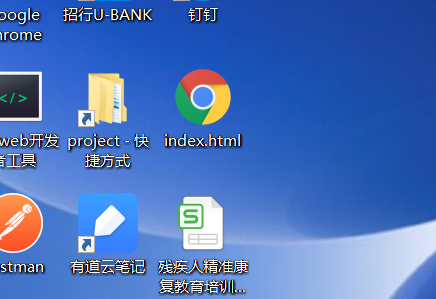 oogle
hrome
招行U-BANK
钉钉
web开发
者工具
project - 快
捷方式
index.html
stman
有道云笔记
残疾人精准康
复教育培训...